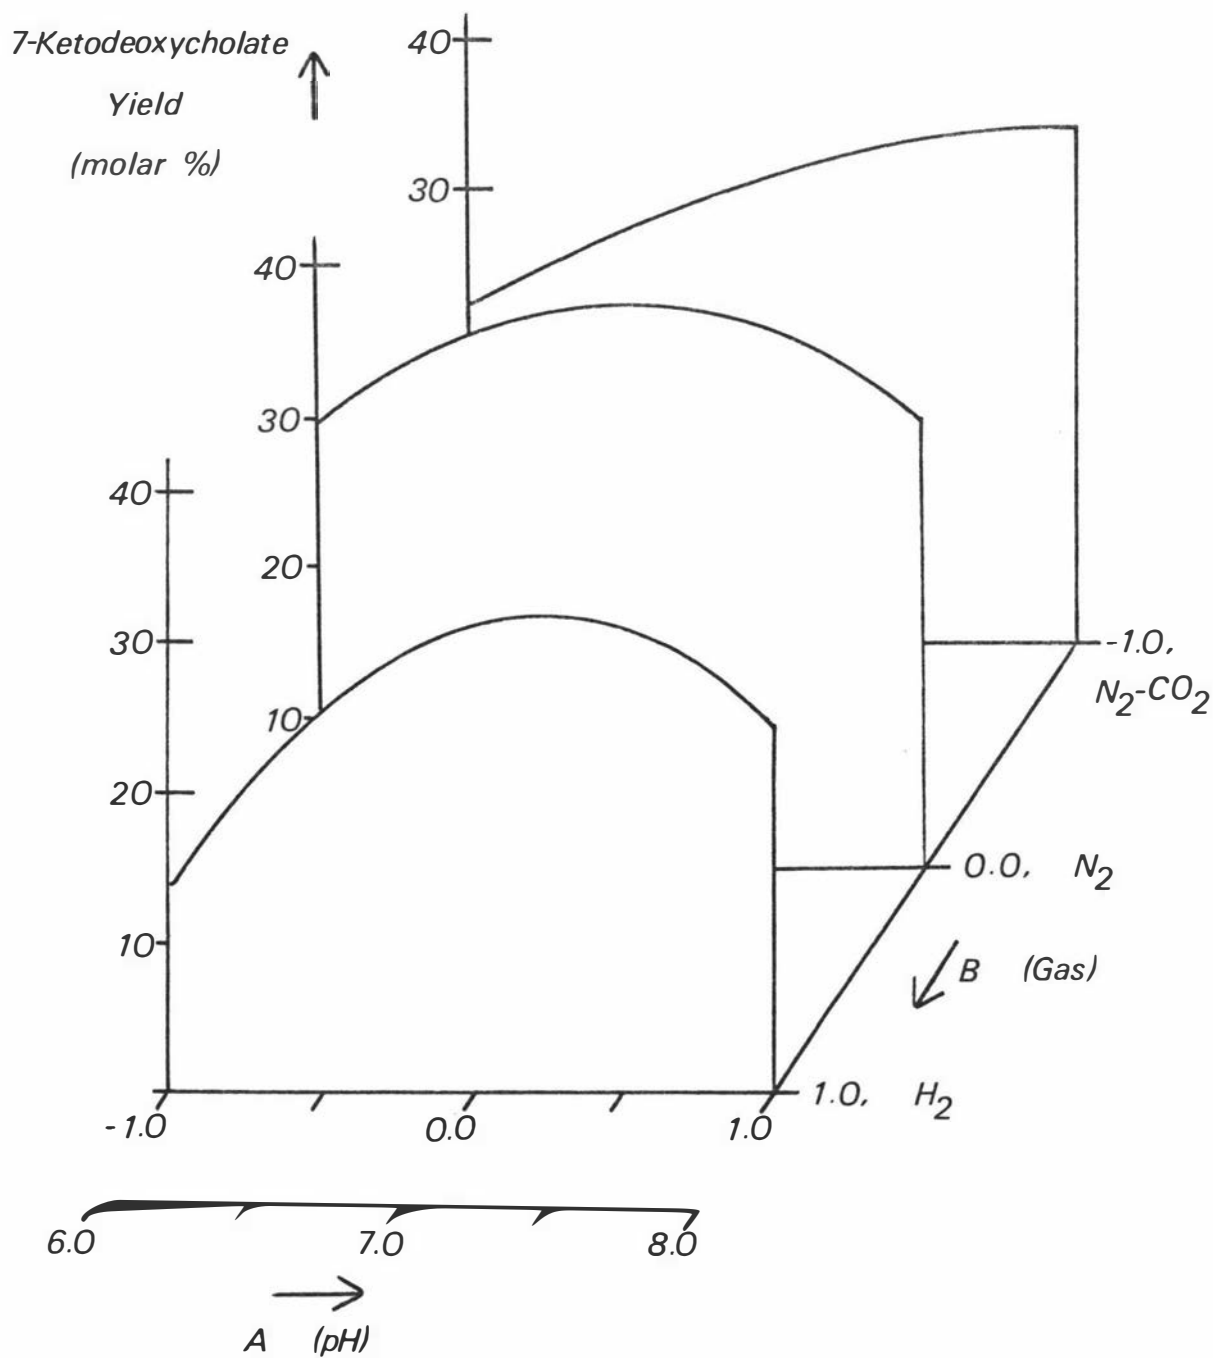 7-Ketodeoxycholate
Yield
(molar %)
40
30
40
30
20
10
40
30
20
10
-1.0,
N2-CO2
0.0, N2
B (Gas)
1.0, H2
-1.0 0.0 1.0
6.0 7.0 8.0
A (pH)